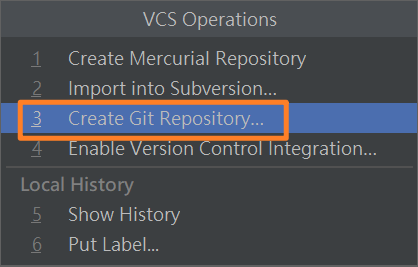 VCS Operations
1 Create Mercurial Repository
2 Import into Subversion...
3 Create Git Repository...
4 Enable Version Control Integration...
Local History
5 Show History
6 Put Label...